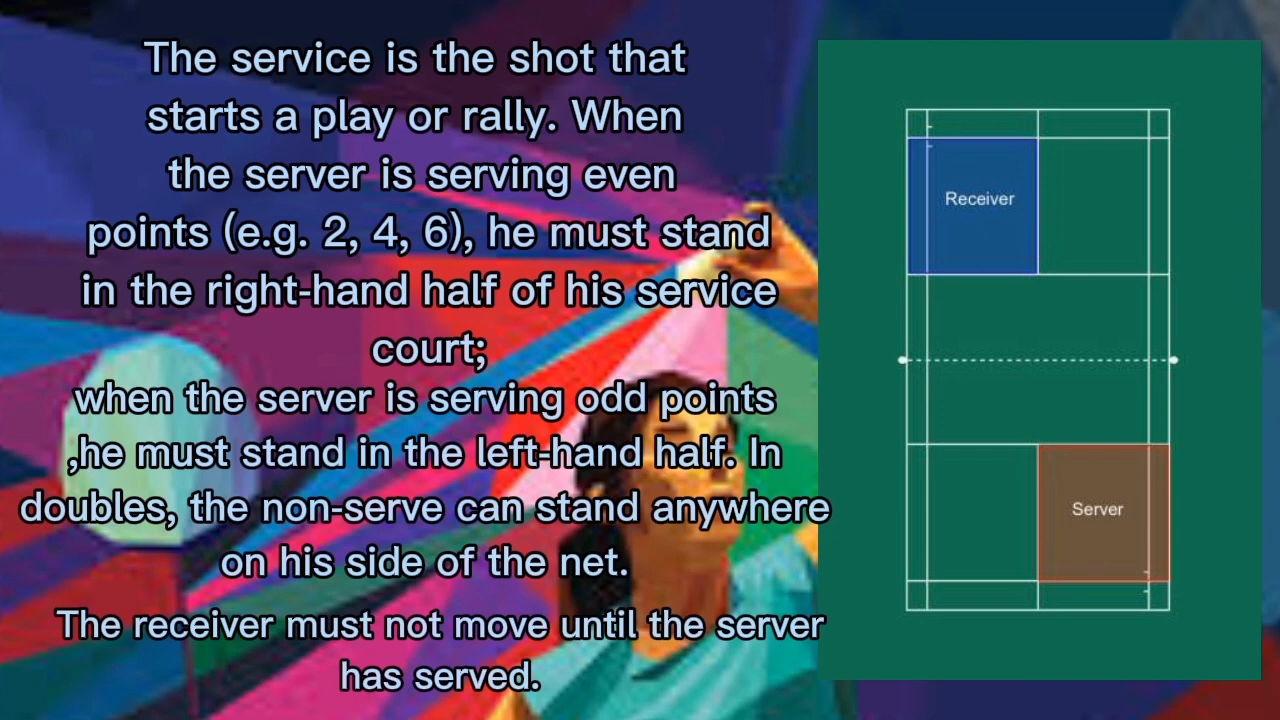 The service is the shot that
starts a play or rally. When
the server is serving even
points (e.g. 2, 4, 6), he must stand
in the right-hand half of his service
court;
when the server is serving odd points
,he must stand in the left-hand half. In
doubles, the non-serve can stand anywhere
on his side of the net.
The receiver must not move until the server
has served.
Receiver
Server